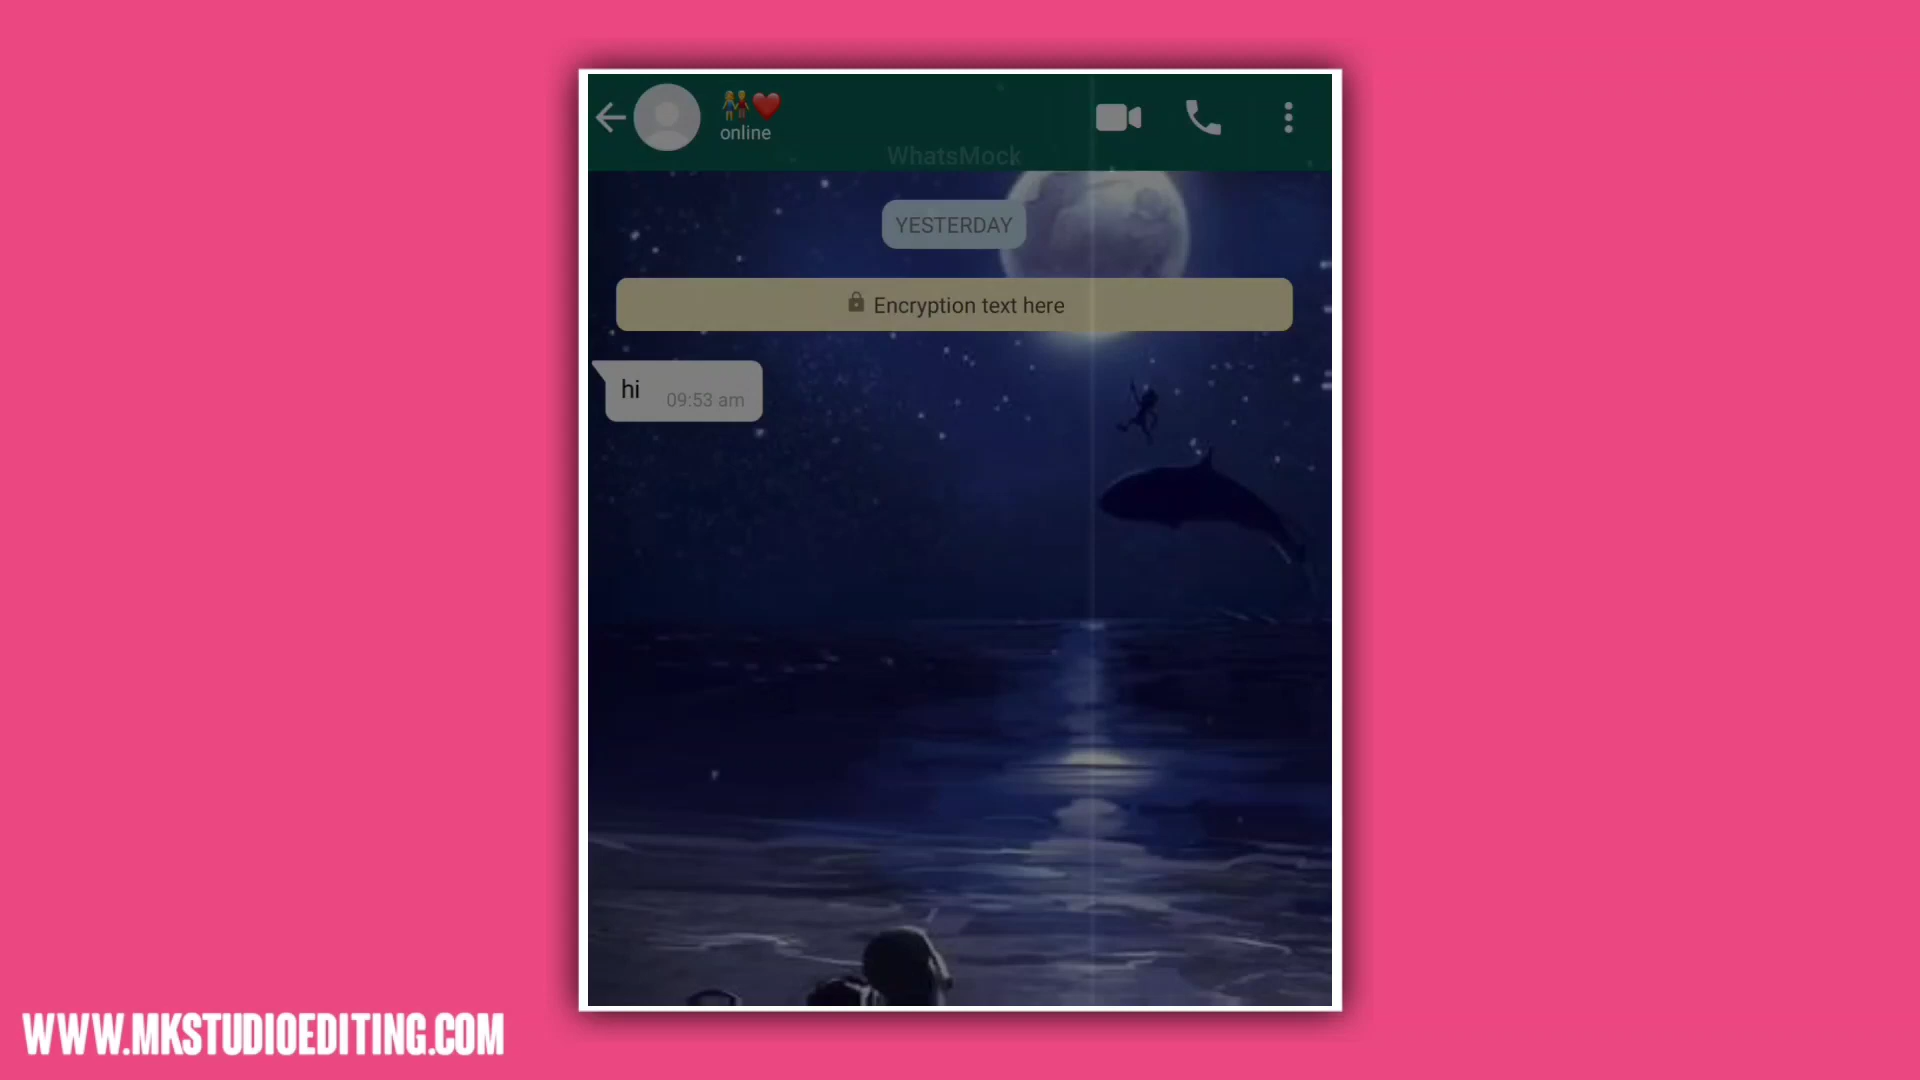 👫❤️
online
WhatsMock
YESTERDAY
🔒 Encryption text here
hi 09:53 am
WWW.MKSTUDIOEDITING.COM